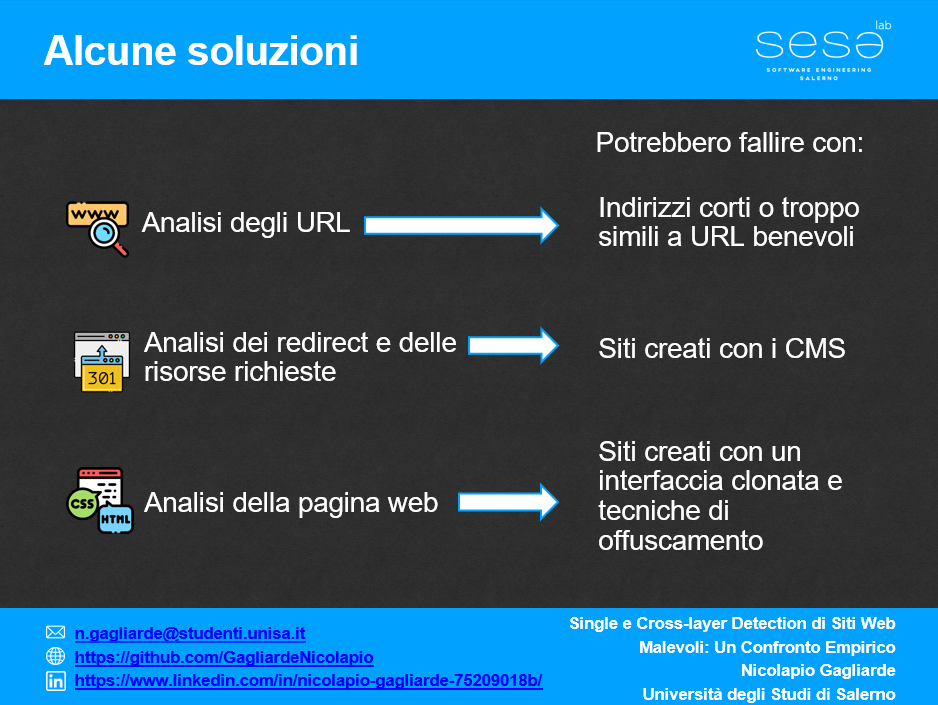 Alcune soluzioni
sesa lab
SOFTWARE ENGINEERING
SALERNO
Potrebbero fallire con:
www
Analisi degli URL
Indirizzi corti o troppo
simili a URL benevoli
301
Analisi dei redirect e delle
risorse richieste
Siti creati con i CMS
CSS
HTML
Analisi della pagina web
Siti creati con un
interfaccia clonata e
tecniche di
offuscamento
n.gagliarde@studenti.unisa.it
https://github.com/GagliardeNicolapio
in
https://www.linkedin.com/in/nicolapio-gagliarde-75209018b/
Single e Cross-layer Detection di Siti Web
Malevoli: Un Confronto Empirico
Nicolapio Gagliarde
Università degli Studi di Salerno